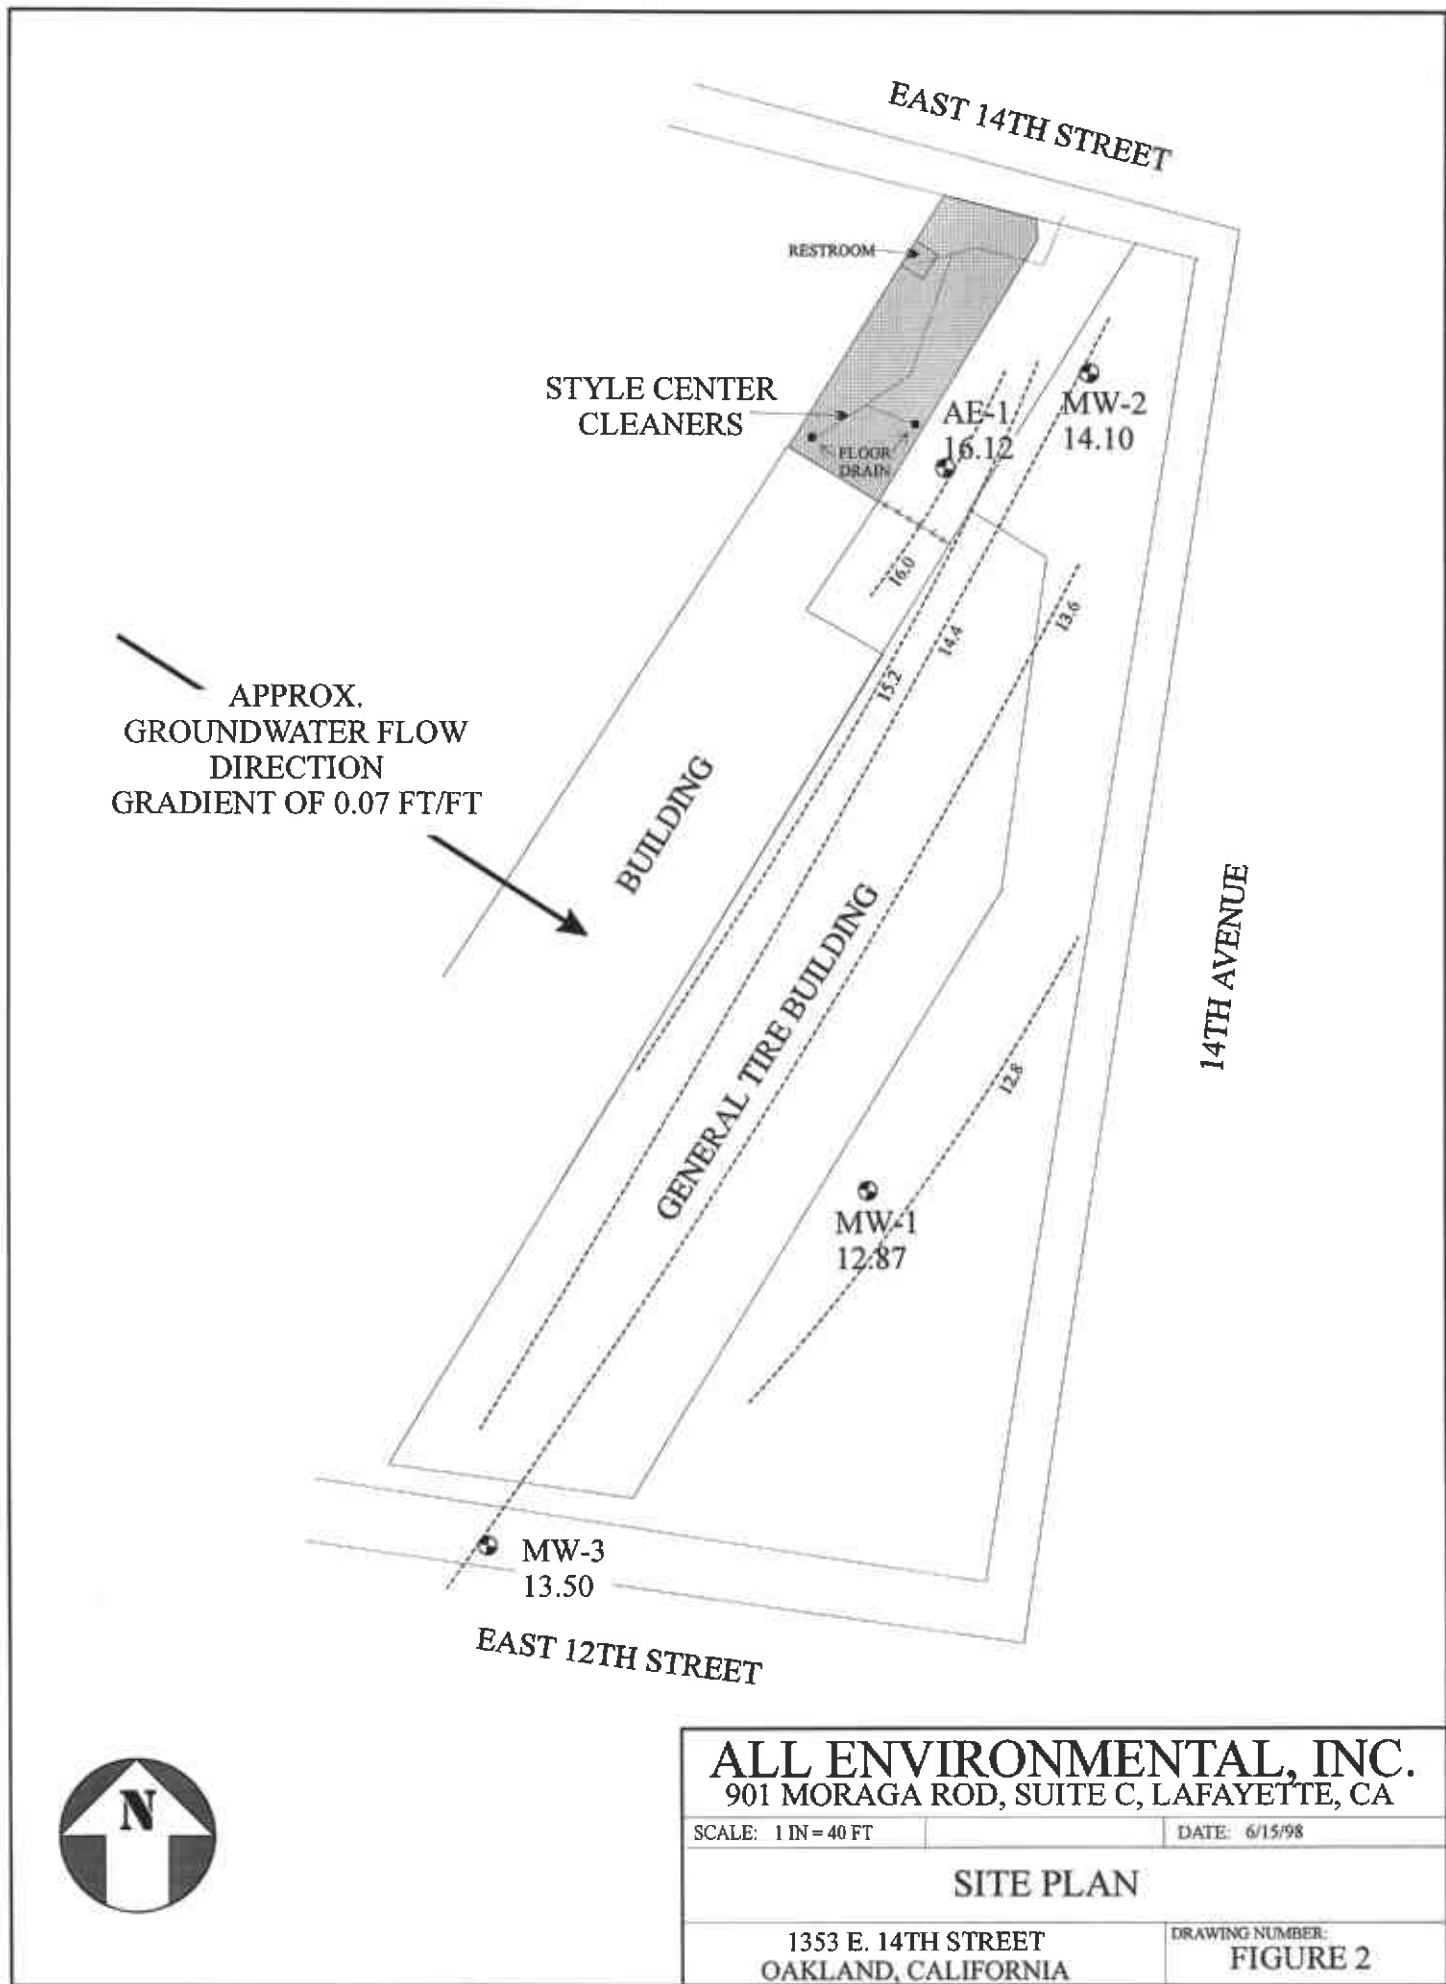 EAST 14TH STREET
RESTROOM
STYLE CENTER
CLEANERS
FLOOR
DRAIN
AE-1
16.12
MW-2
14.10
16.0
15.2
14.4
13.6
APPROX.
GROUNDWATER FLOW
DIRECTION
GRADIENT OF 0.07 FT/FT
BUILDING
GENERAL TIRE BUILDING
14TH AVENUE
12.8
MW-1
12.87
MW-3
13.50
EAST 12TH STREET
N
ALL ENVIRONMENTAL, INC.
901 MORAGA ROD, SUITE C, LAFAYETTE, CA
SCALE: 1 IN = 40 FT
DATE: 6/15/98
SITE PLAN
1353 E. 14TH STREET
OAKLAND, CALIFORNIA
DRAWING NUMBER:
FIGURE 2